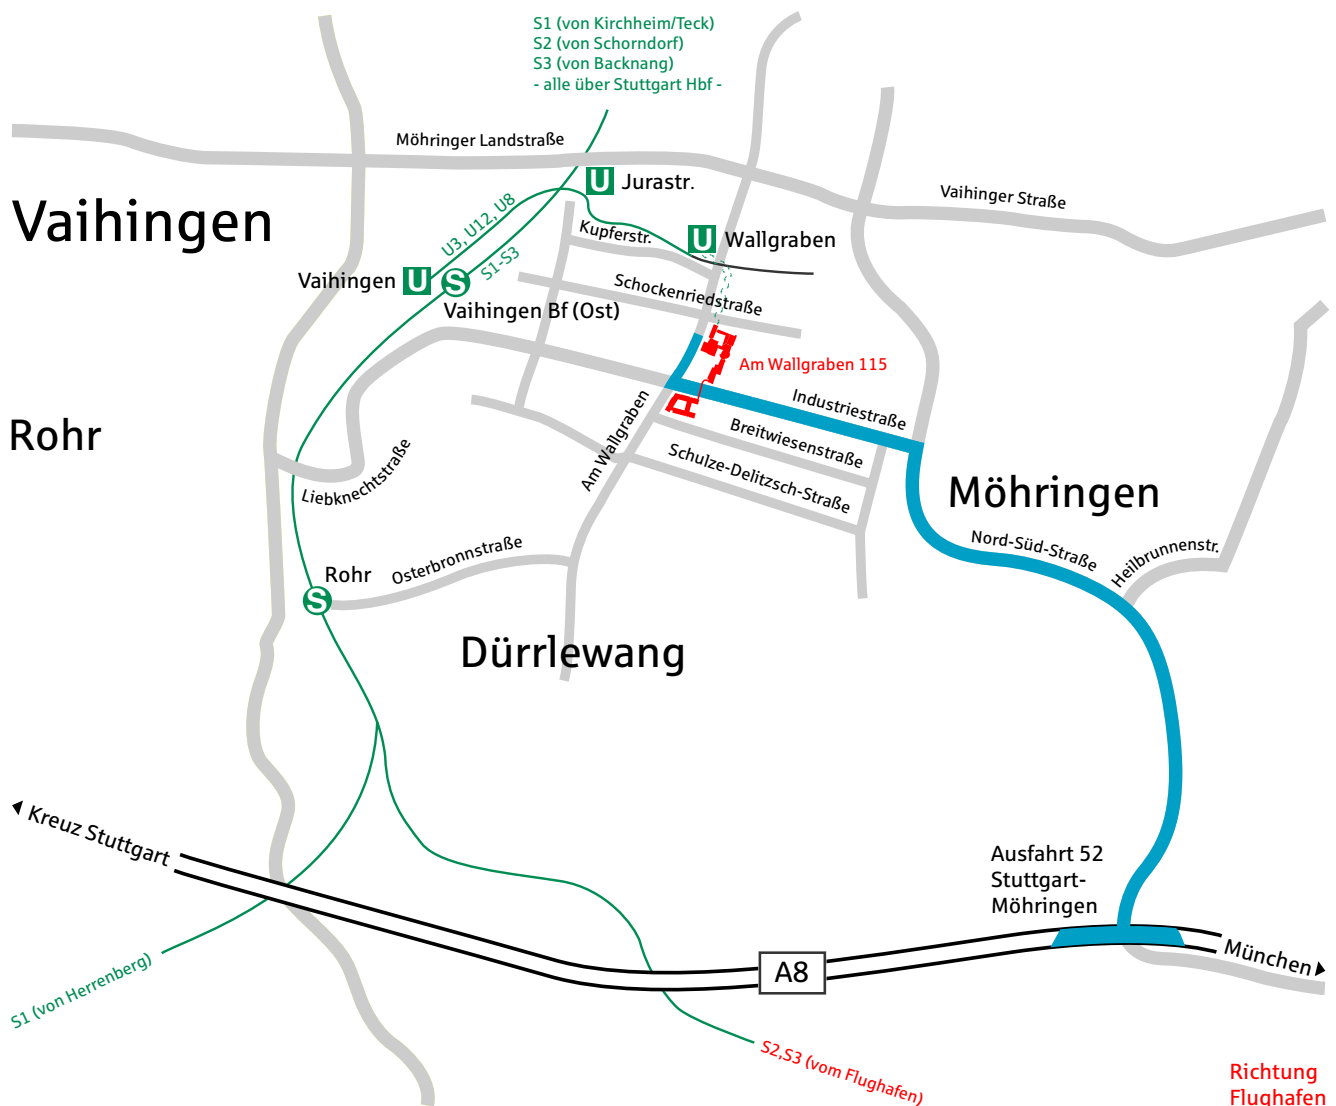 S1 (von Kirchheim/Teck)
S2 (von Schorndorf)
S3 (von Backnang)
- alle über Stuttgart Hbf -
Möhringer Landstraße
U Jurastr.
Vaihinger Straße
Vaihingen
U3, U12, U8
Kupferstr.
U Wallgraben
S1-S3
Vaihingen U S
Schockenriedstraße
Vaihingen Bf (Ost)
Am Wallgraben 115
Industriestraße
Am Wallgraben
Breitwiesenstraße
Rohr
Liebknechtstraße
Schulze-Delitzsch-Straße
Möhringen
Nord-Süd-Straße
Heilbrunnenstr.
Osterbronnstraße
Rohr
S
Dürrlewang
Kreuz Stuttgart
Ausfahrt 52
Stuttgart-
Möhringen
München
A8
S1 (von Herrenberg)
S2,S3 (vom Flughafen)
Richtung
Flughafen